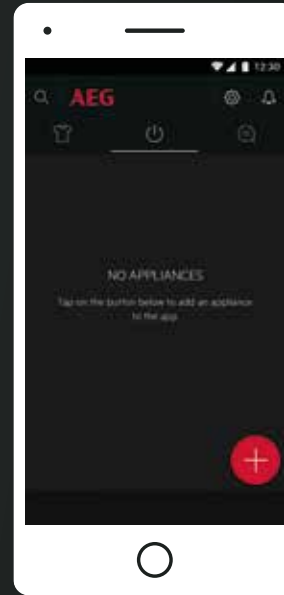 12:30
AEG
NO APPLIANCES
Tap on the button below to add an appliance
to the app.